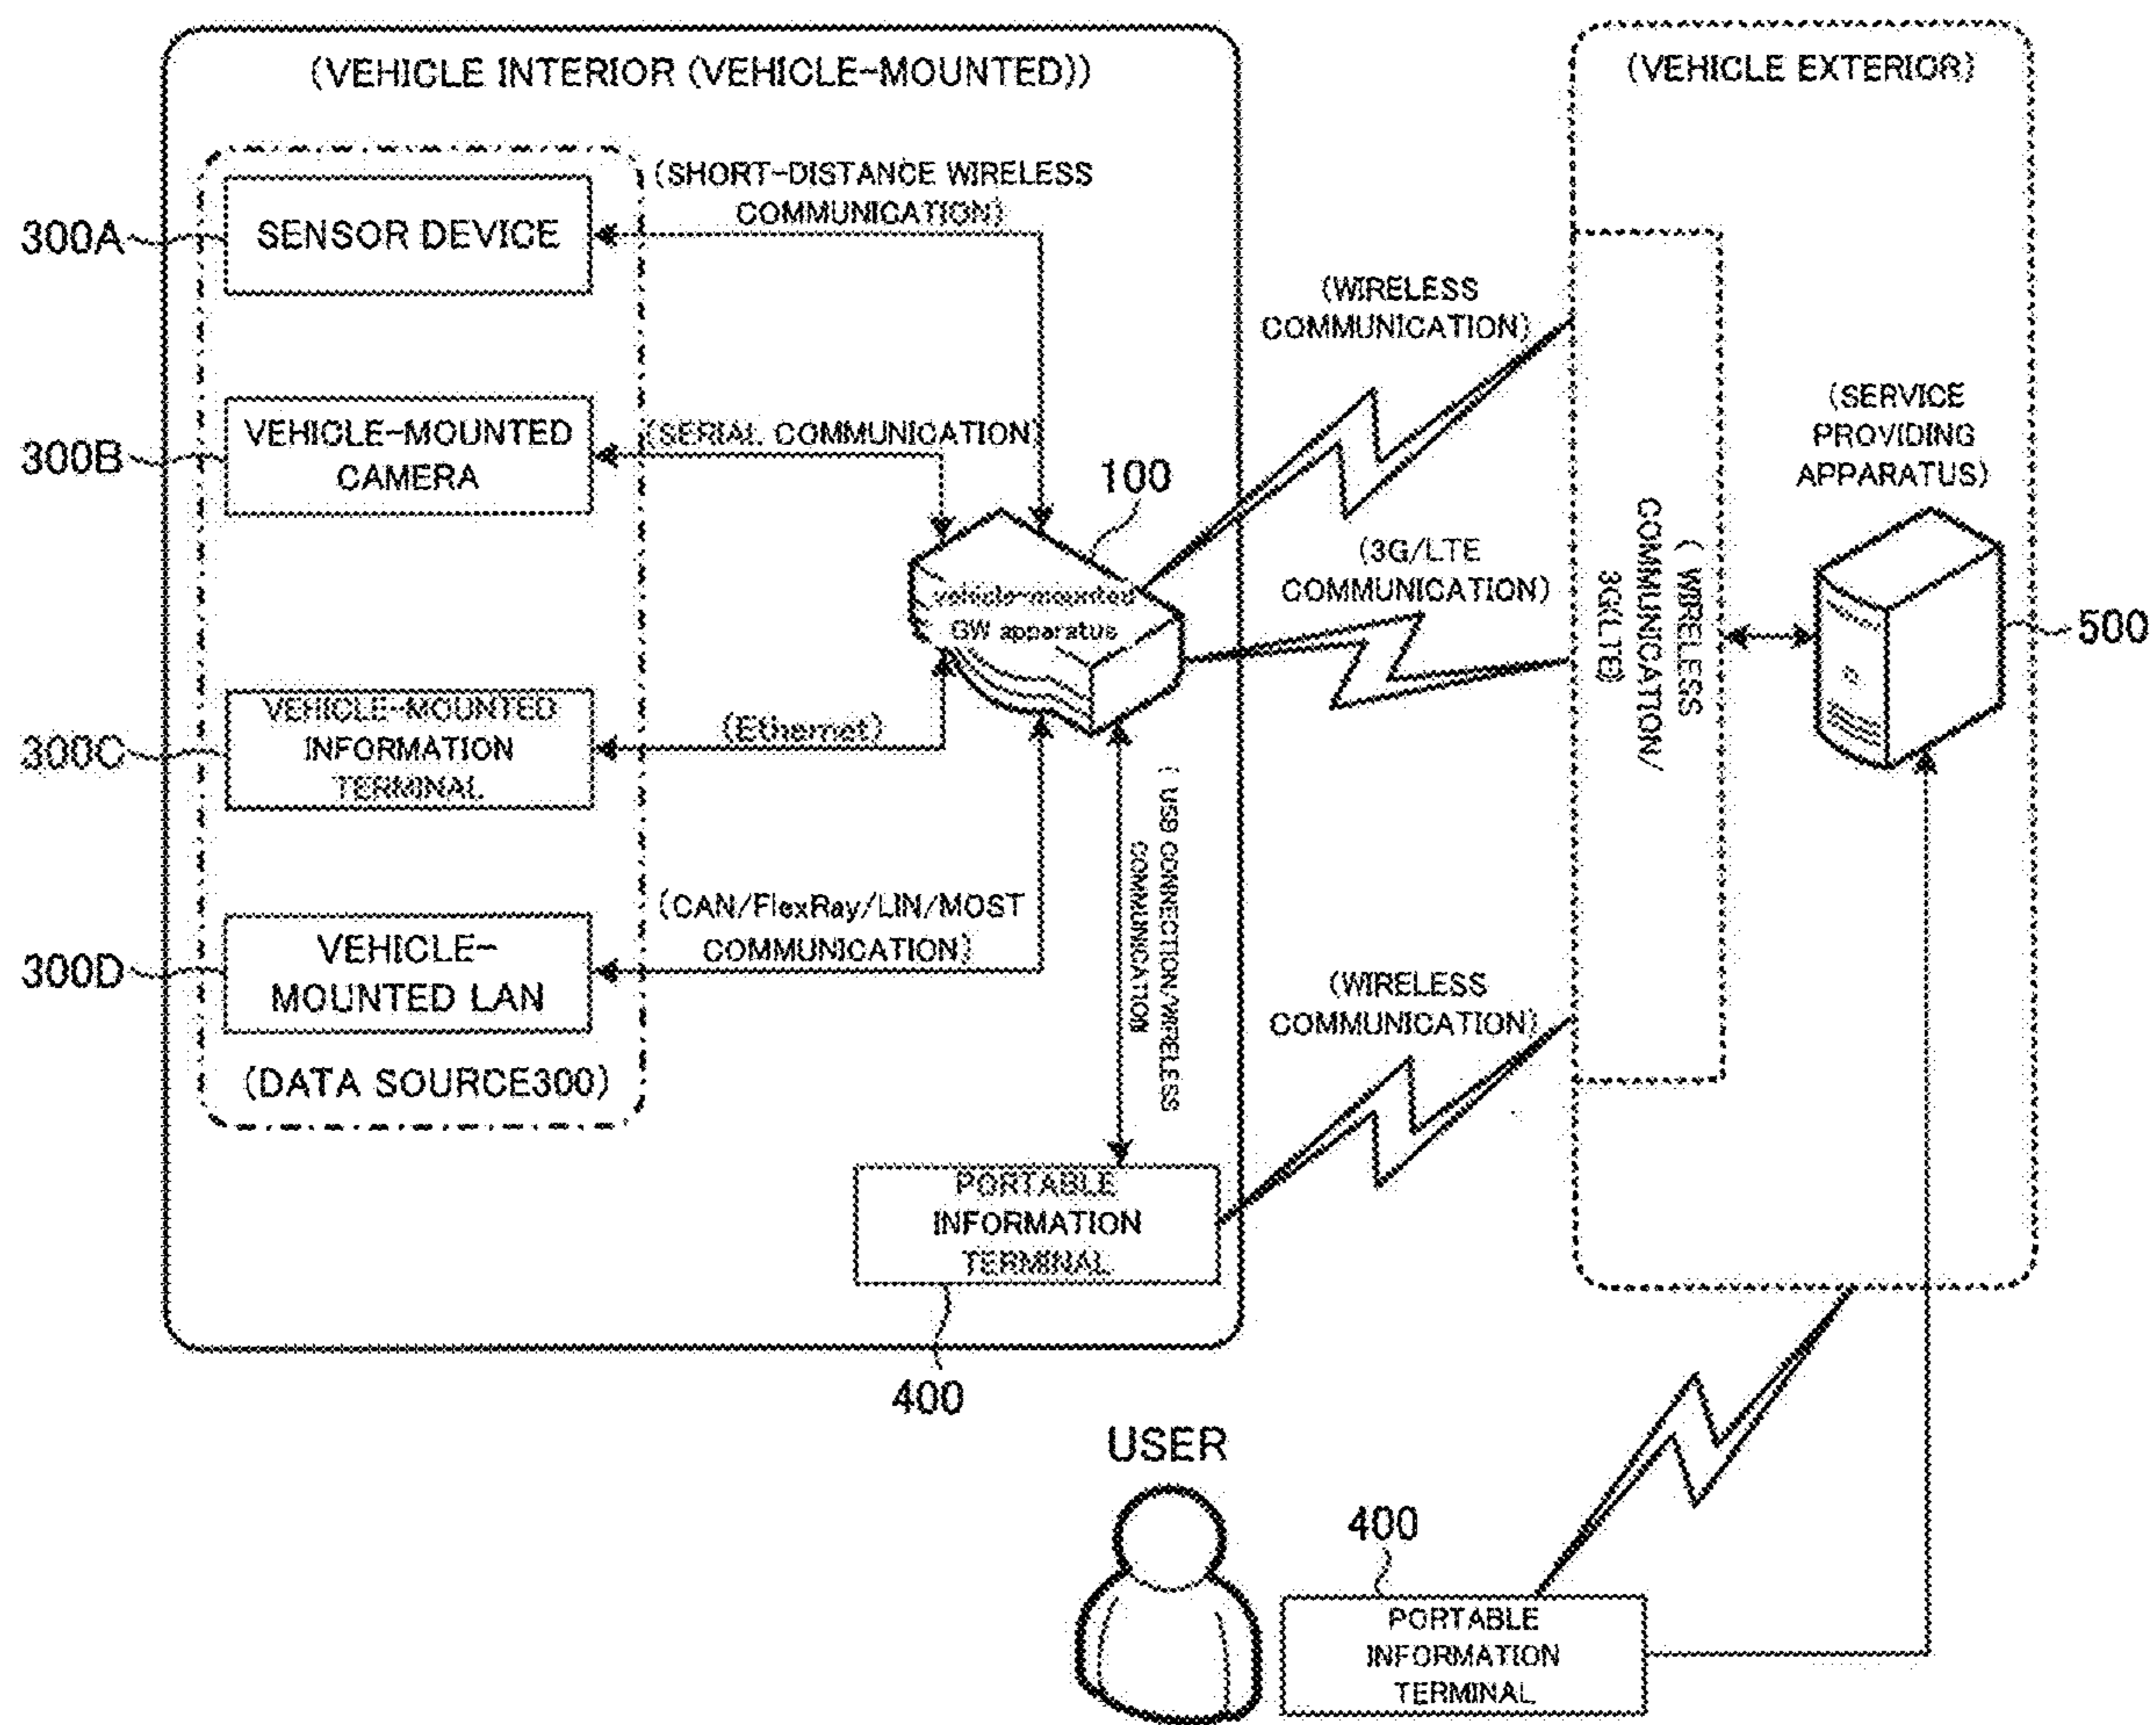 (VEHICLE INTERIOR (VEHICLE-MOUNTED))
(VEHICLE EXTERIOR)
300A
SENSOR DEVICE
(SHORT-DISTANCE WIRELESS
COMMUNICATION)
300B
VEHICLE-MOUNTED
CAMERA
(SERIAL COMMUNICATION)
300C
VEHICLE-MOUNTED
INFORMATION
TERMINAL
(Ethernet)
300D
VEHICLE-
MOUNTED LAN
(CAN/FlexRay/LIN/MOST
COMMUNICATION)
(DATA SOURCE300)
100
vehicle-mounted
GW apparatus
(USB CONNECTION/WIRELESS
COMMUNICATION)
PORTABLE
INFORMATION
TERMINAL
400
(WIRELESS
COMMUNICATION)
(3G/LTE
COMMUNICATION)
(WIRELESS
COMMUNICATION)
(WIRELESS
COMMUNICATION/
3G(LTE))
(SERVICE
PROVIDING
APPARATUS)
500
USER
400
PORTABLE
INFORMATION
TERMINAL